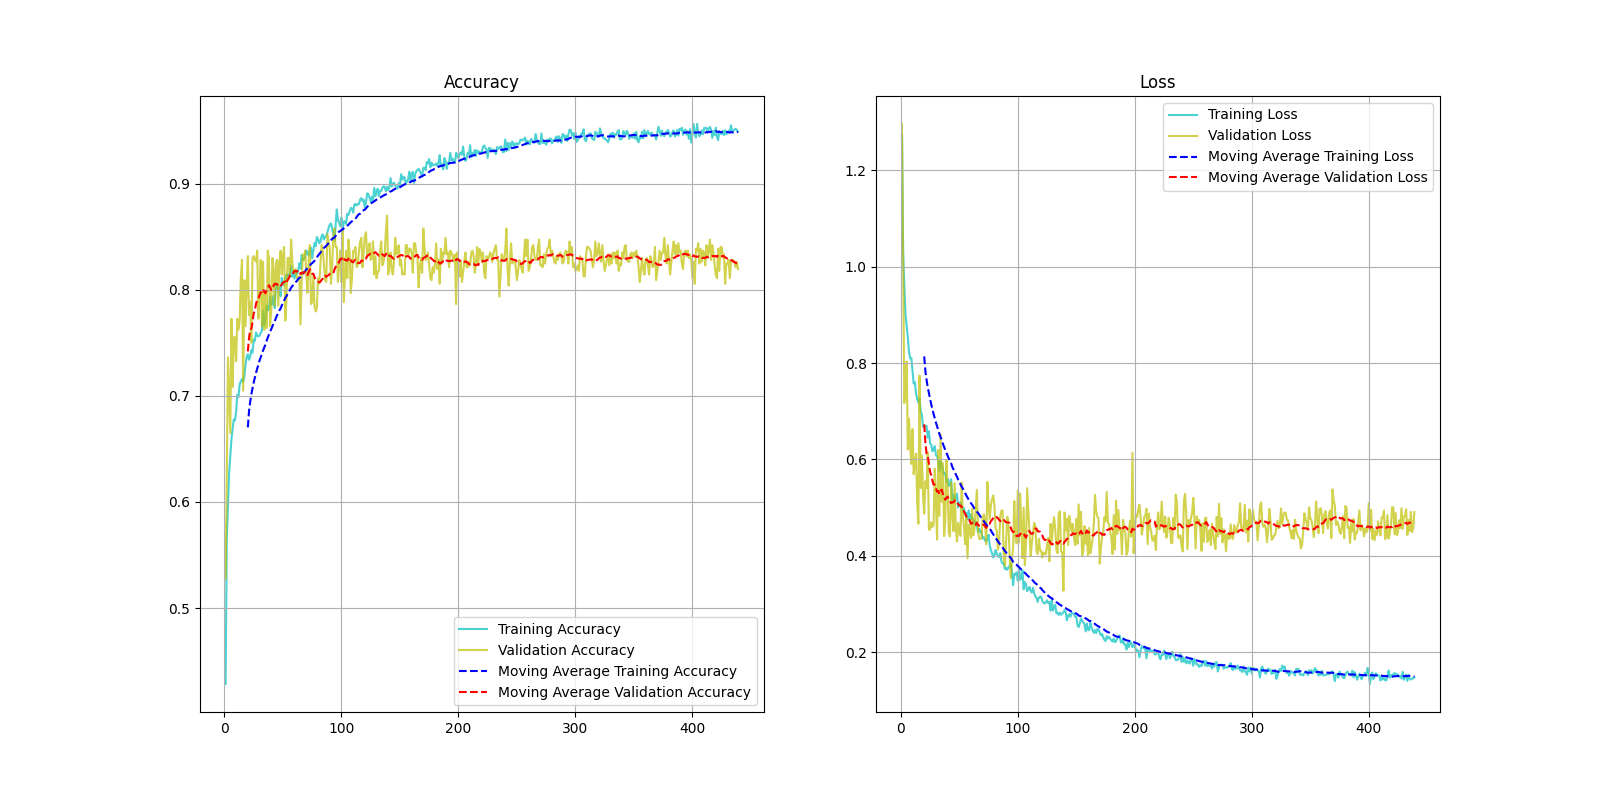 Accuracy
0.9
0.8
0.7
0.6
0.5
0
100
200
300
400
Training Accuracy
Validation Accuracy
Moving Average Training Accuracy
Moving Average Validation Accuracy
Loss
1.2
1.0
0.8
0.6
0.4
0.2
0
100
200
300
400
Training Loss
Validation Loss
Moving Average Training Loss
Moving Average Validation Loss